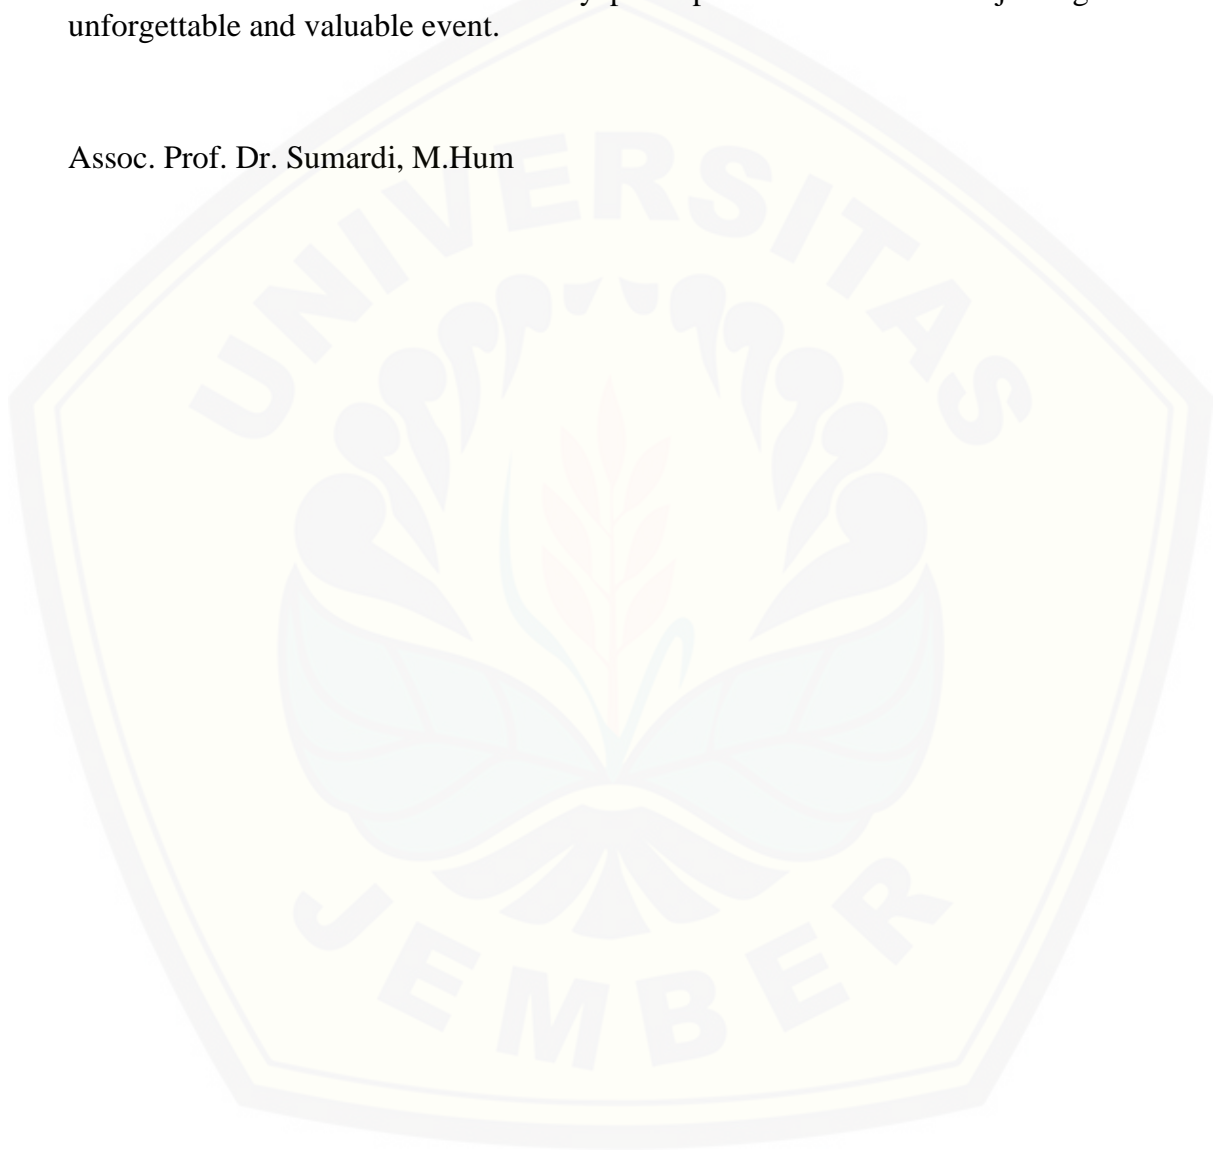 unforgettable and valuable event.
Assoc. Prof. Dr. Sumardi, M.Hum
UNIVERSITAS
JEMBER